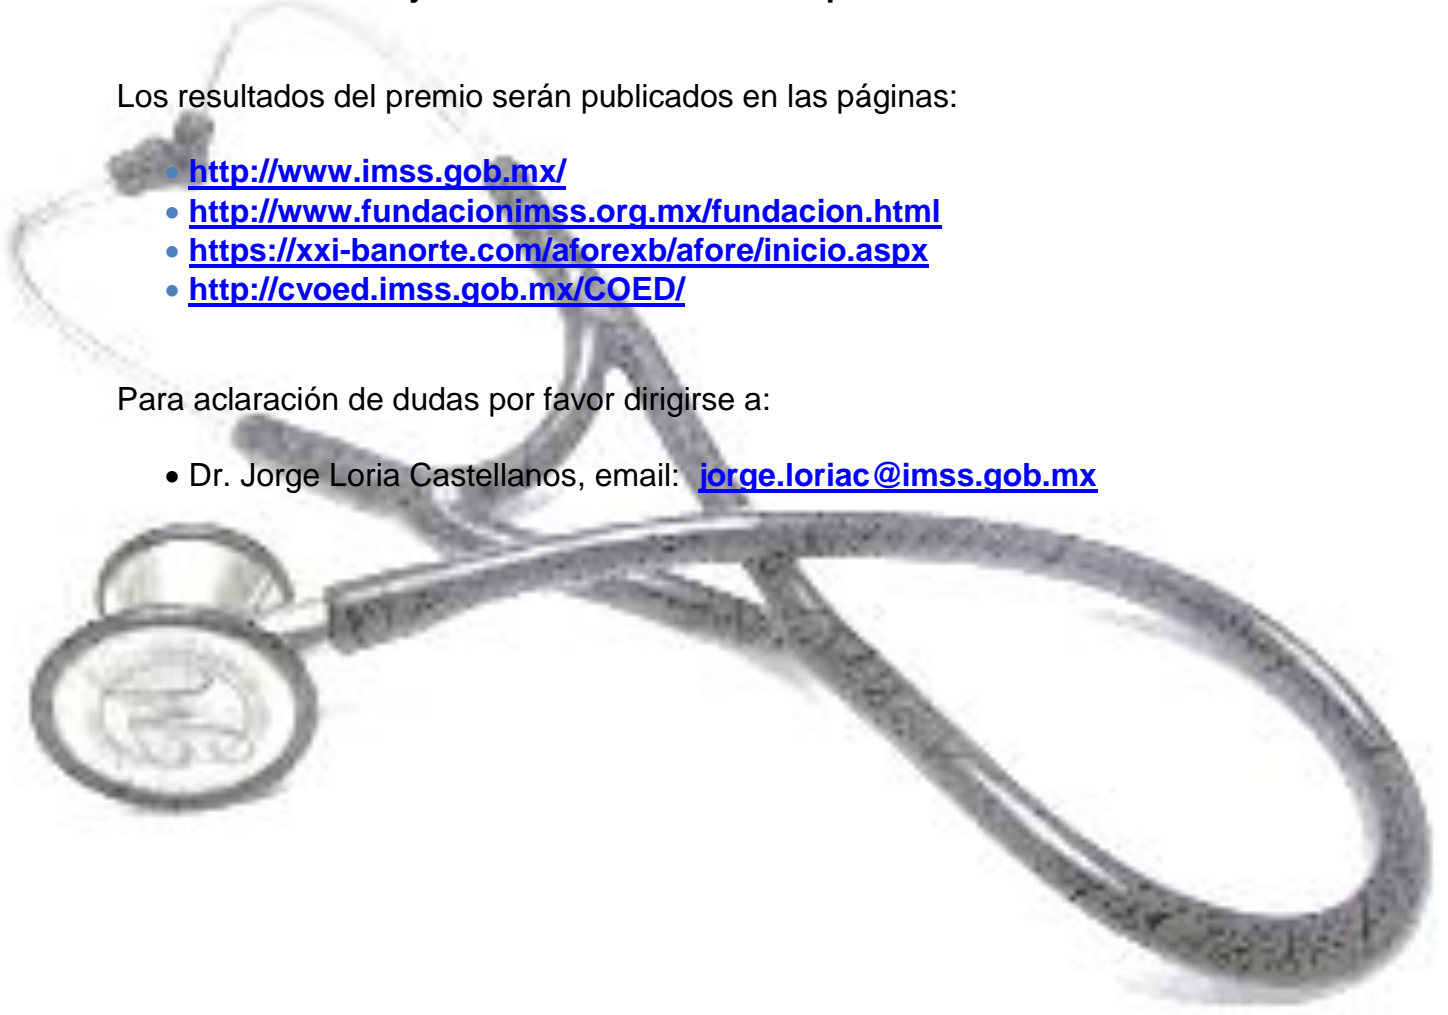 Los resultados del premio serán publicados en las páginas:
• http://www.imss.gob.mx/
• http://www.fundacionimss.org.mx/fundacion.html
• https://xxi-banorte.com/aforexb/afore/inicio.aspx
• http://cvoed.imss.gob.mx/COED/
Para aclaración de dudas por favor dirigirse a:
• Dr. Jorge Loria Castellanos, email: jorge.loriac@imss.gob.mx